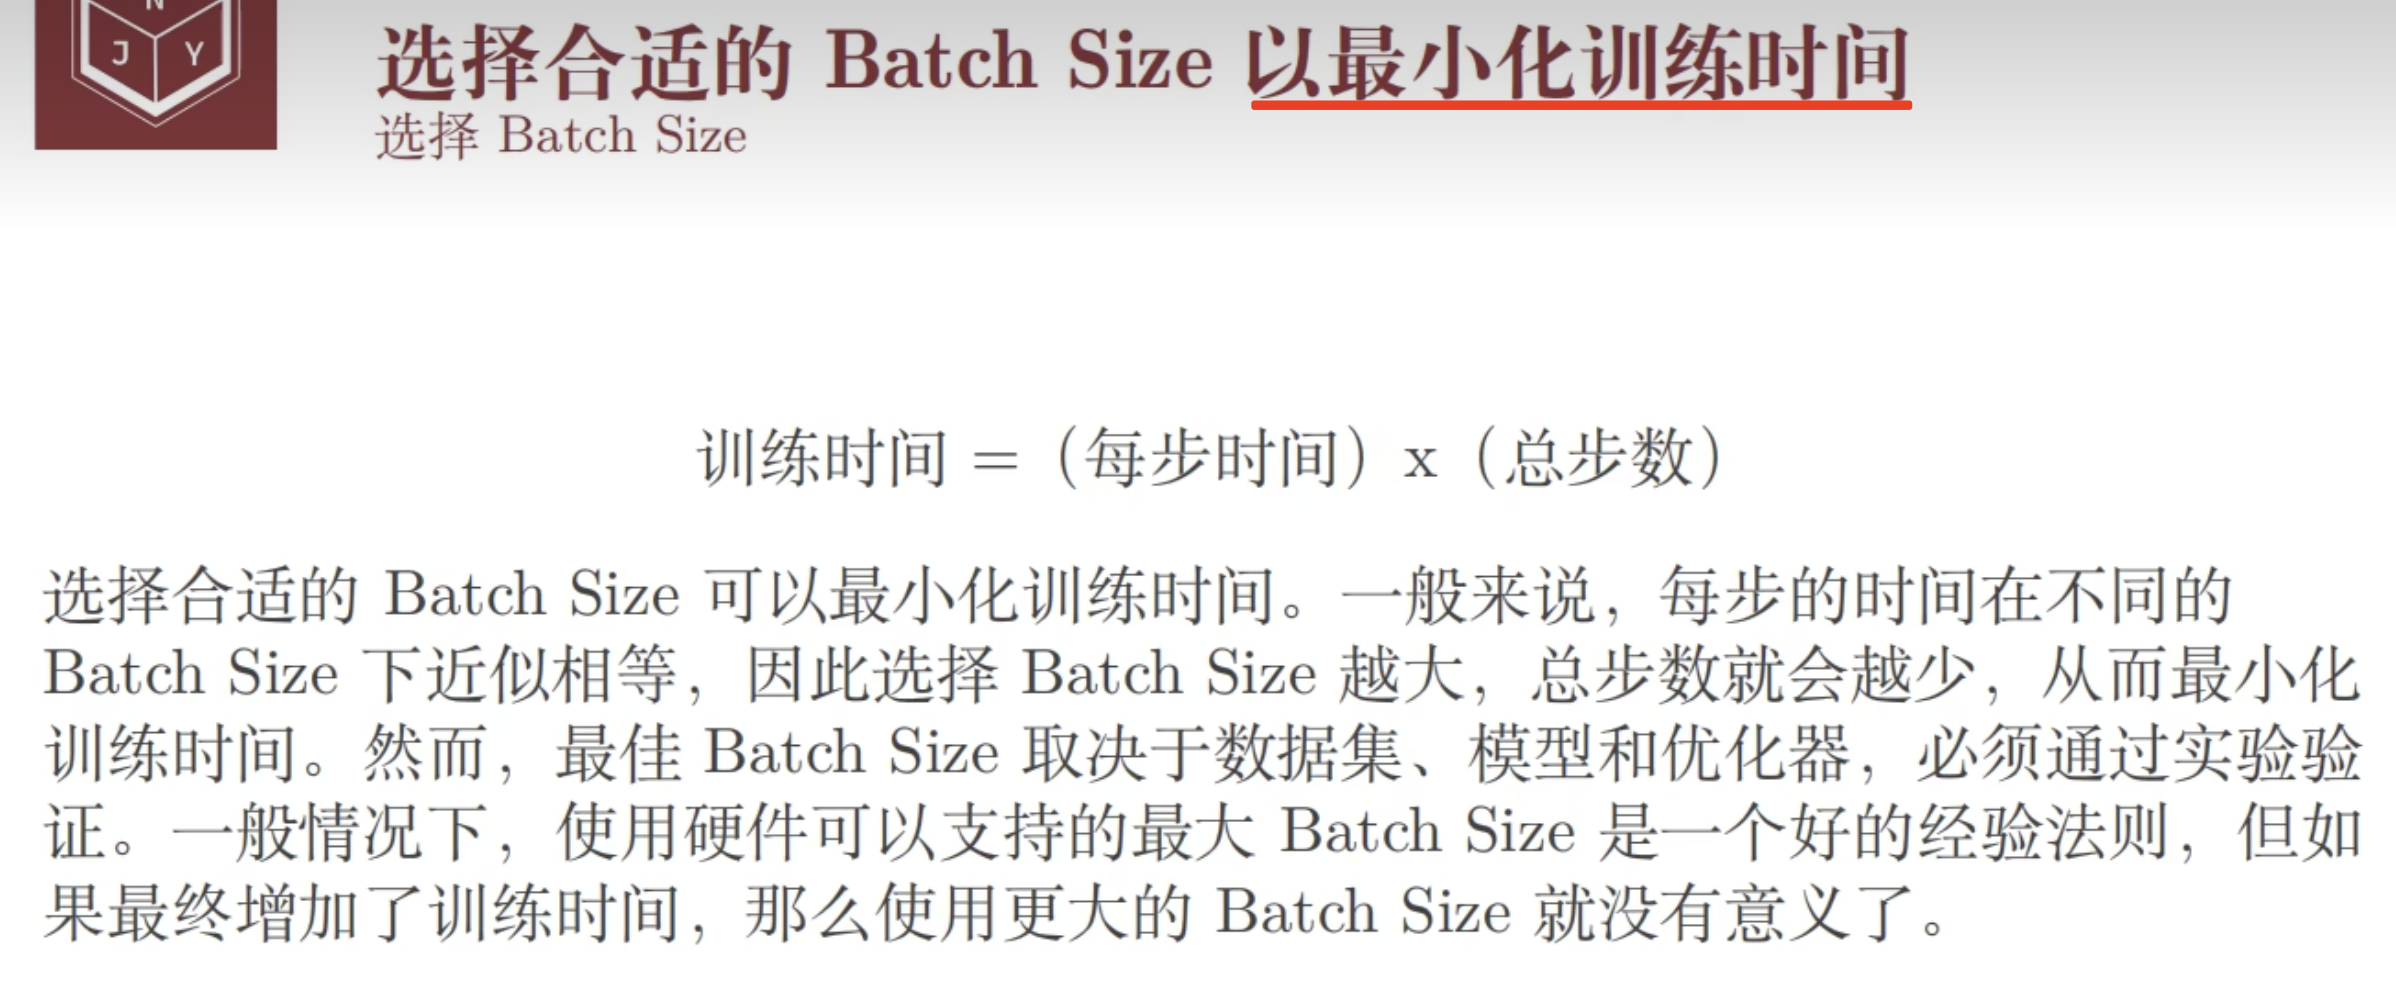 N
J Y
选择合适的 Batch Size 以最小化训练时间
选择 Batch Size
训练时间 =（每步时间）x（总步数）
选择合适的 Batch Size 可以最小化训练时间。一般来说，每步的时间在不同的
Batch Size 下近似相等，因此选择 Batch Size 越大，总步数就会越少，从而最小化
训练时间。然而，最佳 Batch Size 取决于数据集、模型和优化器，必须通过实验验
证。一般情况下，使用硬件可以支持的最大 Batch Size 是一个好的经验法则，但如
果最终增加了训练时间，那么使用更大的 Batch Size 就没有意义了。